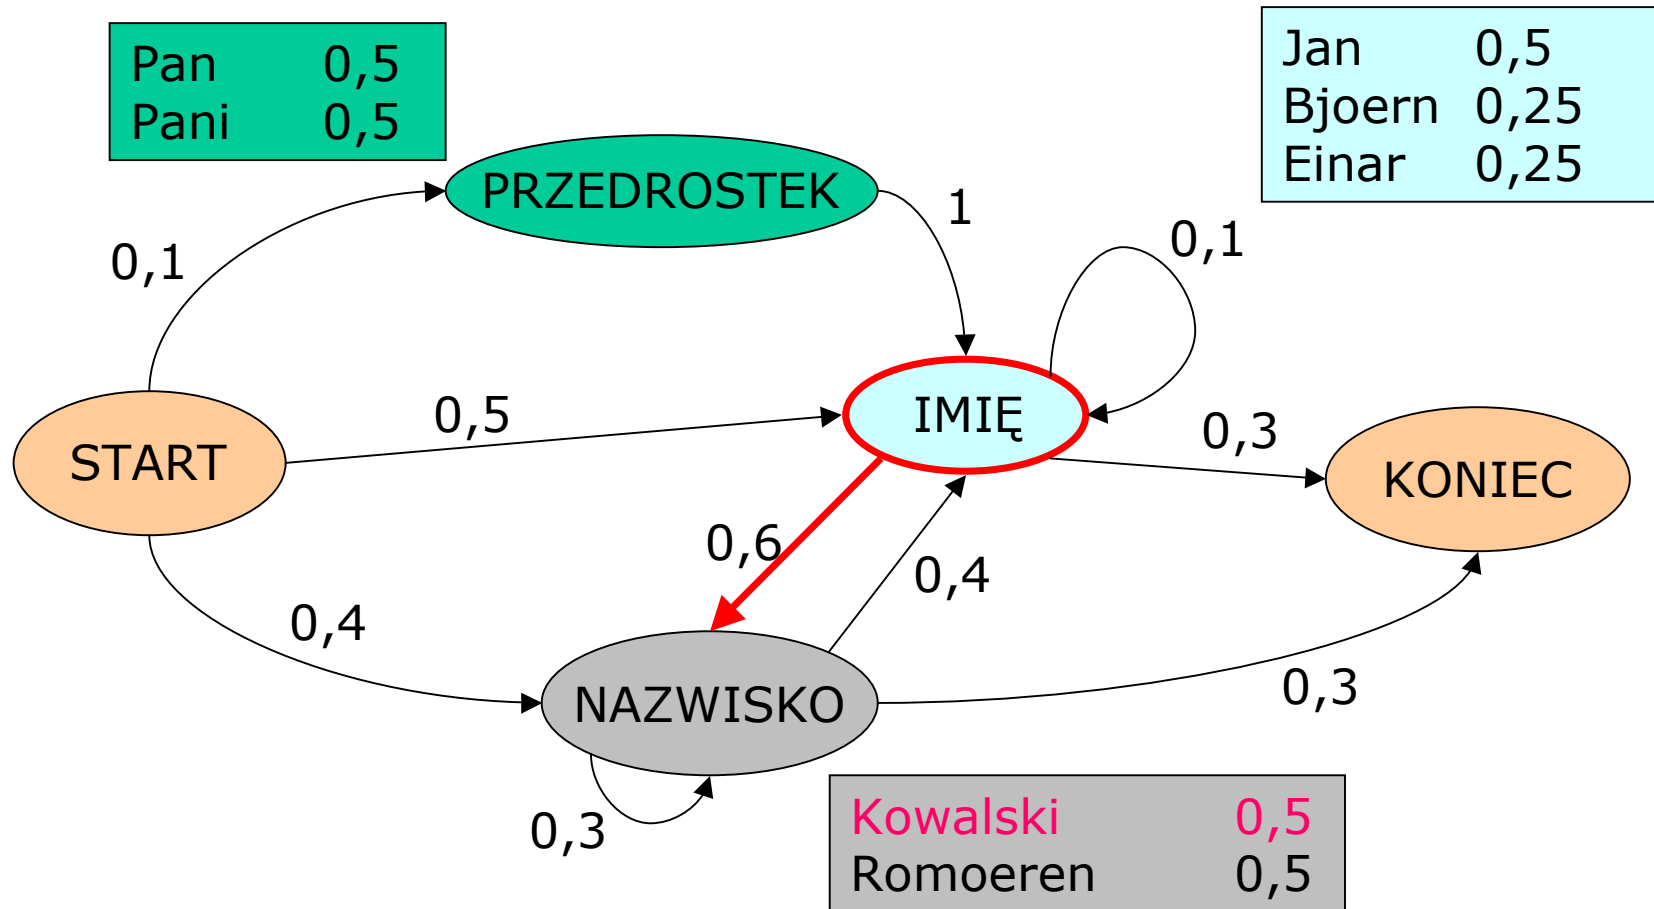 Pan 0,5
Pani 0,5
Jan 0,5
Bjoern 0,25
Einar 0,25
PRZEDROSTEK
1
0,1
0,1
0,5
IMIĘ
0,3
START
KONIEC
0,6
0,4
0,4
NAZWISKO
0,3
0,3
Kowalski 0,5
Romoeren 0,5